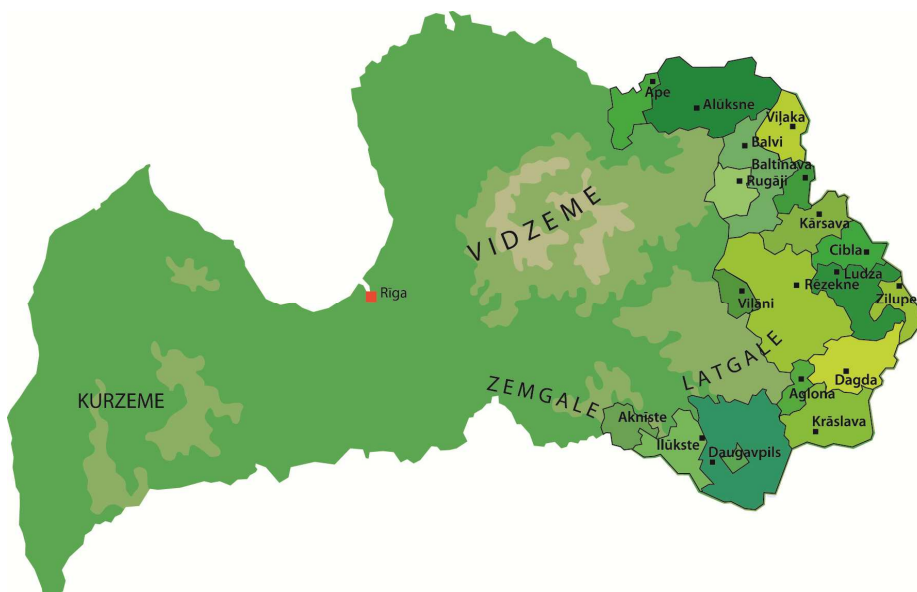 Ape
Alūksne
Viļaka
Balvi
Baltinava
Rugāji
VIDZEME
Kārsava
Cibla
Ludza
Rēzekne
Zilupe
Viļāni
Rīga
LATGALE
ZEMGALE
Dagda
Aglona
KURZEME
Aknīste
Krāslava
Ilūkste
Daugavpils